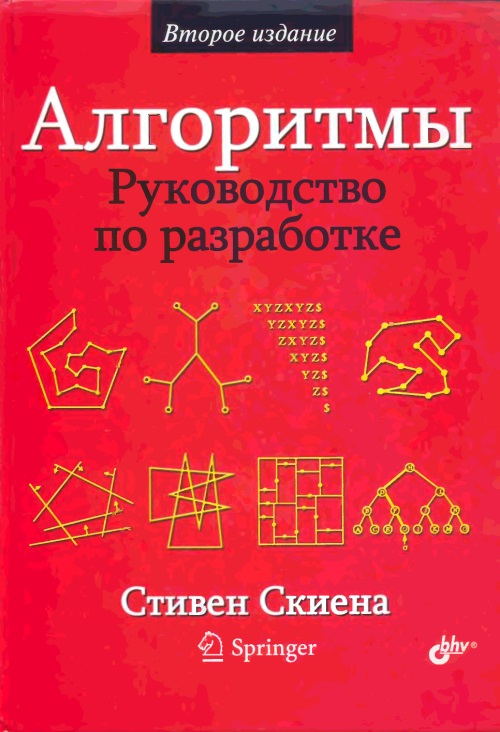 Второе издание
Алгоритмы
Руководство
по разработке
XYZXYZ$
YZXYZ$
ZXYZ$
XYZ$
YZ$
Z$
$
Стивен Скиена
Springer
bhv®